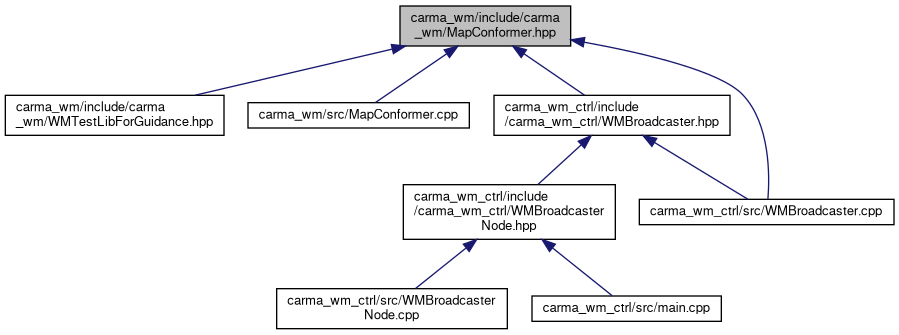 carma_wm/include/carma
_wm/MapConformer.hpp
carma_wm/include/carma
_wm/WMTestLibForGuidance.hpp
carma_wm/src/MapConformer.cpp
carma_wm_ctrl/include
/carma_wm_ctrl/WMBroadcaster.hpp
carma_wm_ctrl/include
/carma_wm_ctrl/WMBroadcaster
Node.hpp
carma_wm_ctrl/src/WMBroadcaster.cpp
carma_wm_ctrl/src/WMBroadcaster
Node.cpp
carma_wm_ctrl/src/main.cpp